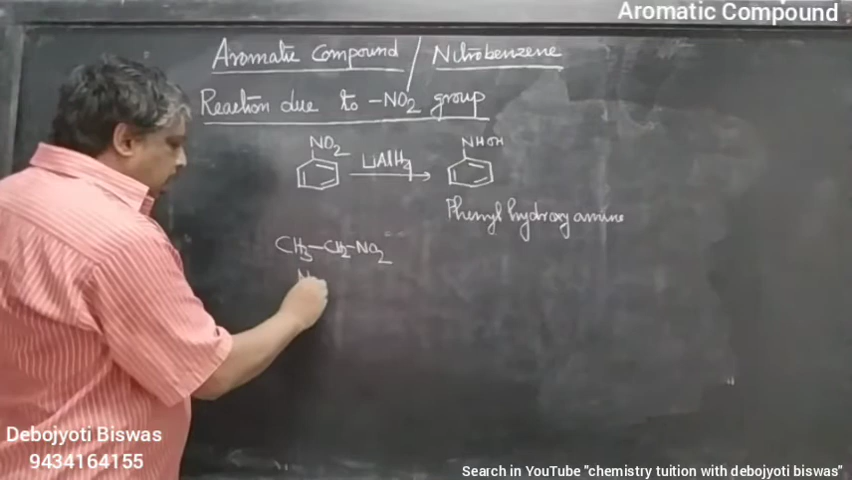 Aromatic Compound
Aromatic Compound / Nitrobenzene
Reaction due to -NO2 group
NO2 LiAlH4 NHOH
Phenyl hydroxy amine
CH3-CH2-NO2
N
Debojyoti Biswas
9434164155
Search in YouTube "chemistry tuition with debojyoti biswas"